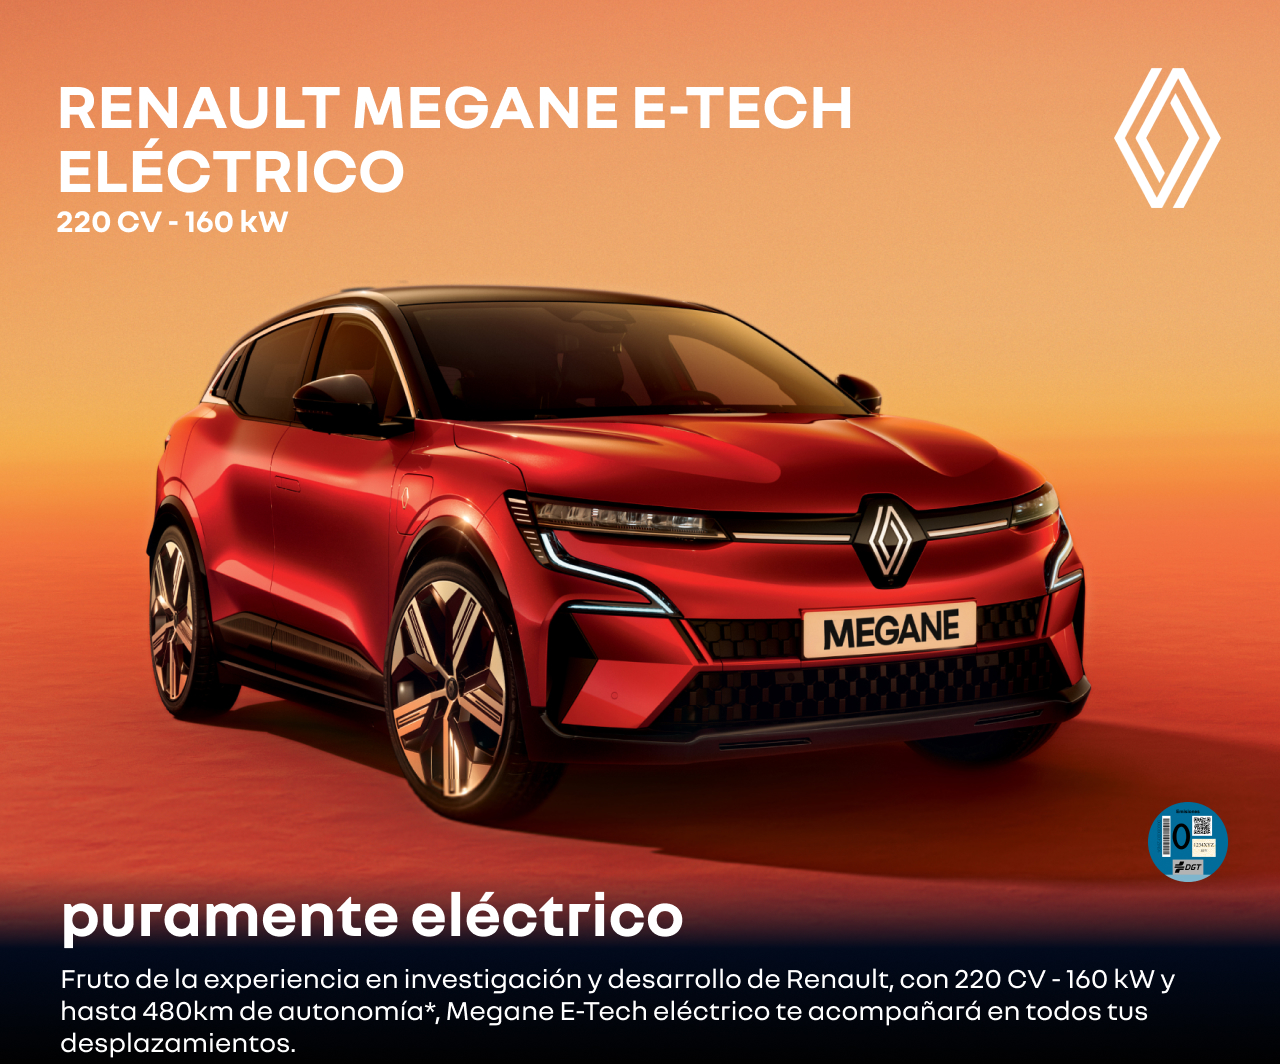 RENAULT MEGANE E-TECH
ELÉCTRICO
220 CV - 160 kW
MEGANE
0
1234XYZ
DGT
puramente eléctrico
Fruto de la experiencia en investigación y desarrollo de Renault, con 220 CV - 160 kW y
hasta 480km de autonomía*, Megane E-Tech eléctrico te acompañará en todos tus
desplazamientos.